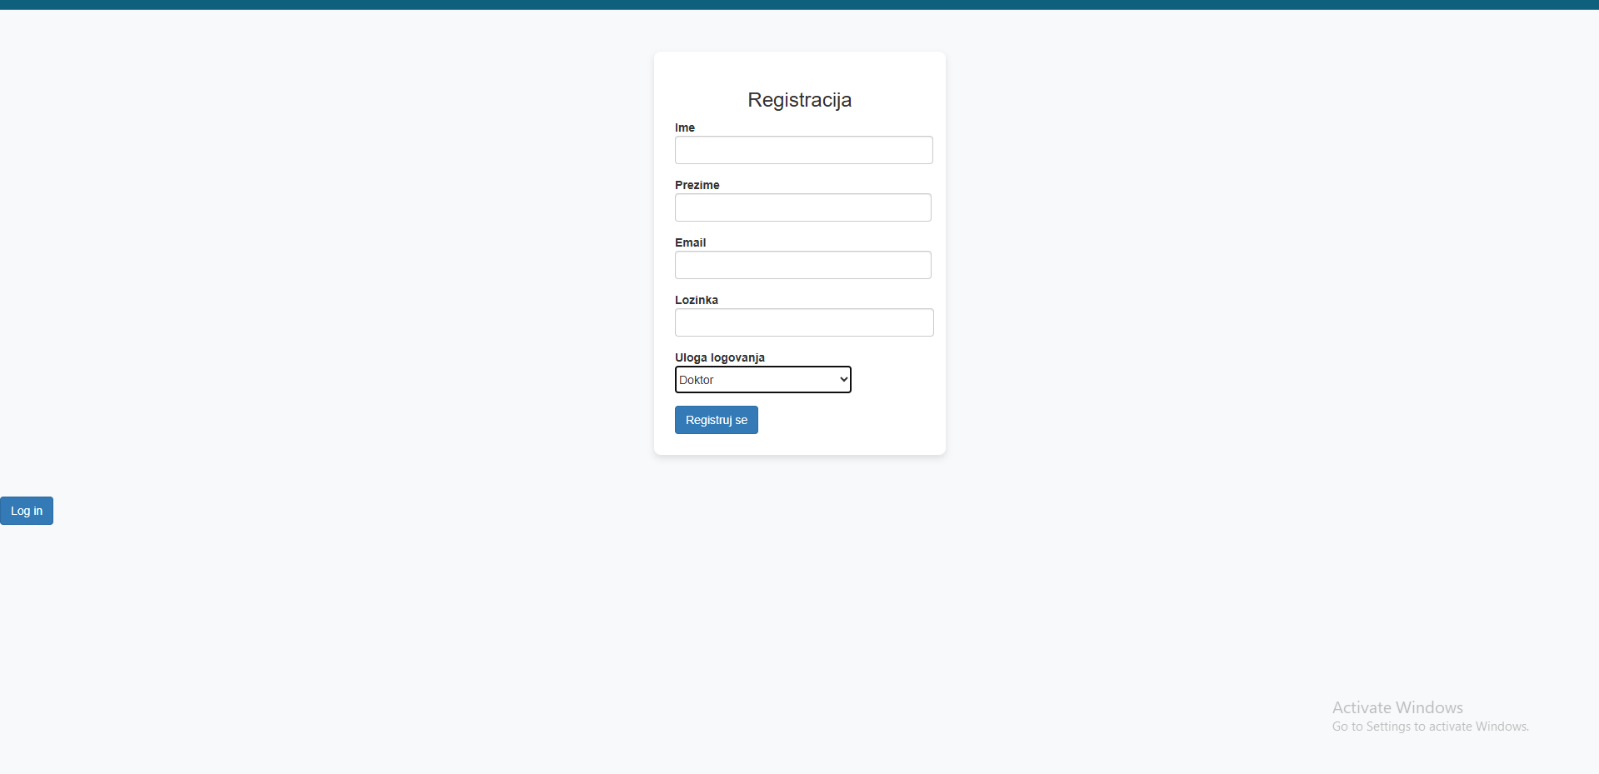 Registracija
Ime
Prezime
Email
Lozinka
Uloga logovanja
Doktor
Registruj se
Log in
Activate Windows
Go to Settings to activate Windows.